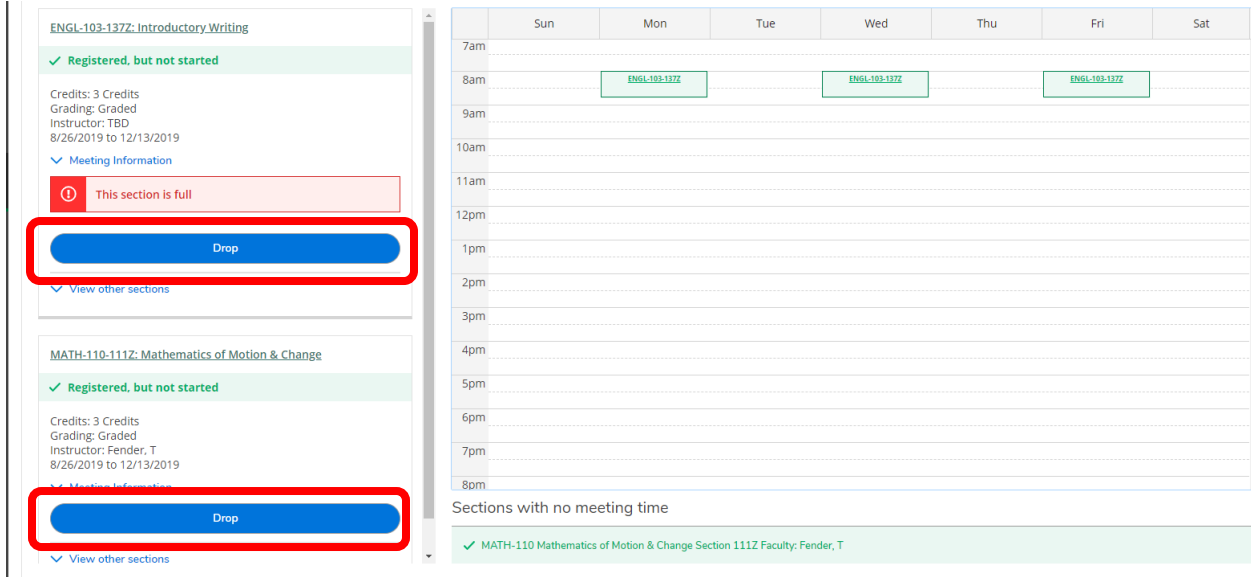 ENGL-103-137Z: Introductory Writing
Registered, but not started
Credits: 3 Credits
Grading: Graded
Instructor: TBD
8/26/2019 to 12/13/2019
Meeting Information
This section is full
Drop
View other sections
MATH-110-111Z: Mathematics of Motion & Change
Registered, but not started
Credits: 3 Credits
Grading: Graded
Instructor: Fender, T
8/26/2019 to 12/13/2019
Meeting Information
Drop
View other sections
Sun Mon Tue Wed Thu Fri Sat
7am
8am ENGL-103-137Z ENGL-103-137Z ENGL-103-137Z
9am
10am
11am
12pm
1pm
2pm
3pm
4pm
5pm
6pm
7pm
8pm
Sections with no meeting time
MATH-110 Mathematics of Motion & Change Section 111Z Faculty: Fender, T